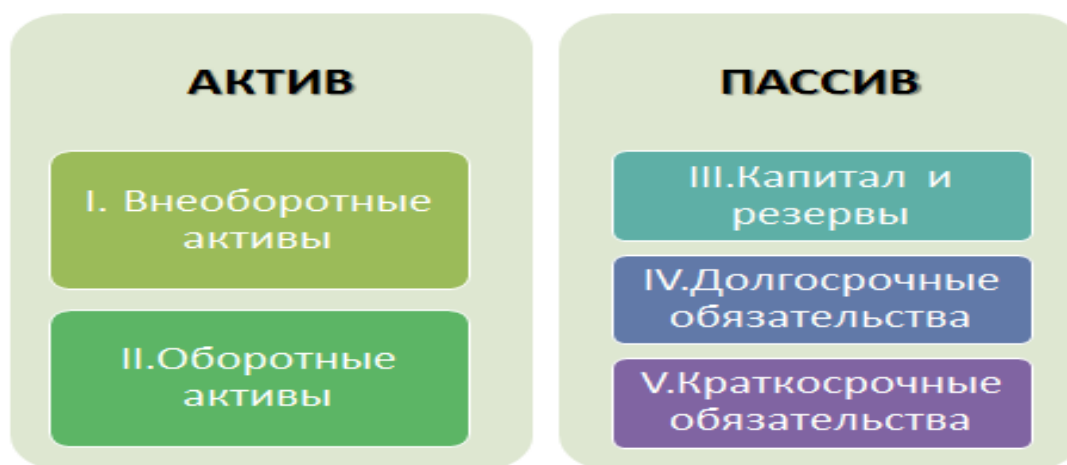 АКТИВ
I. Внеоборотные
активы
II.Оборотные
активы
ПАССИВ
III.Капитал и
резервы
IV.Долгосрочные
обязательства
V.Краткосрочные
обязательства